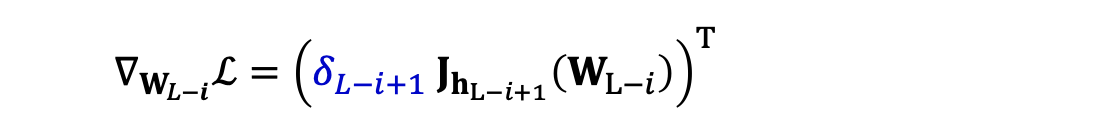 ∇_{𝐖_{L−i}}ℒ = (δ_{L−i+1} 𝐉_{𝐡_{L−i+1}}(𝐖_{L−i}))^T